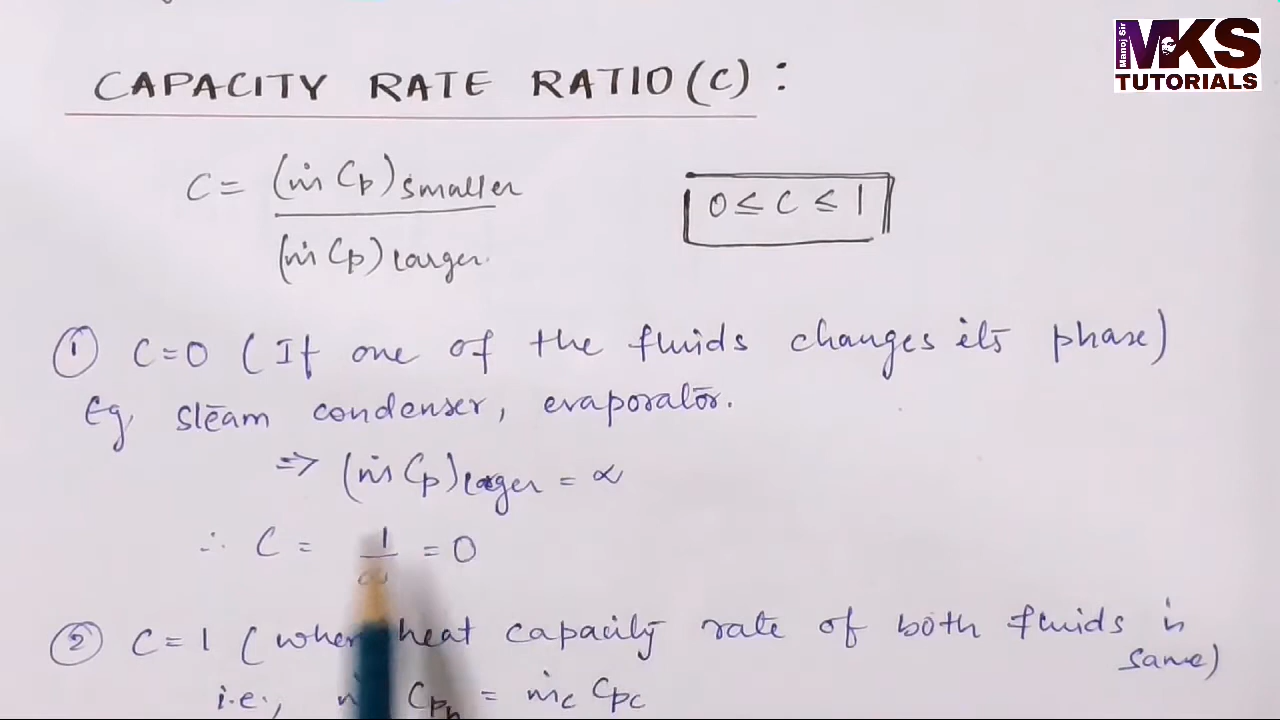 Manoj Sir
MKS
TUTORIALS
CAPACITY RATE RATIO (C) :
C = (ṁ Cp) smaller
(ṁ Cp) larger
0 ≤ C ≤ 1
① C=0 ( If one of the fluids changes its phase)
Eg. steam condenser, evaporator.
⇒ (ṁ Cp) larger = ∝
∴ C = 1/∞ = 0
② C=1 ( when heat capacity rate of both fluids is
same)
i.e., Cph = ṁc Cpc